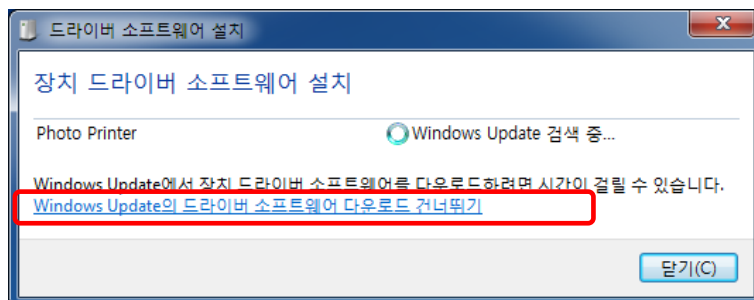 드라이버 소프트웨어 설치
장치 드라이버 소프트웨어 설치
Photo Printer Windows Update 검색 중...
Windows Update에서 장치 드라이버 소프트웨어를 다운로드하려면 시간이 걸릴 수 있습니다.
Windows Update의 드라이버 소프트웨어 다운로드 건너뛰기
닫기(C)